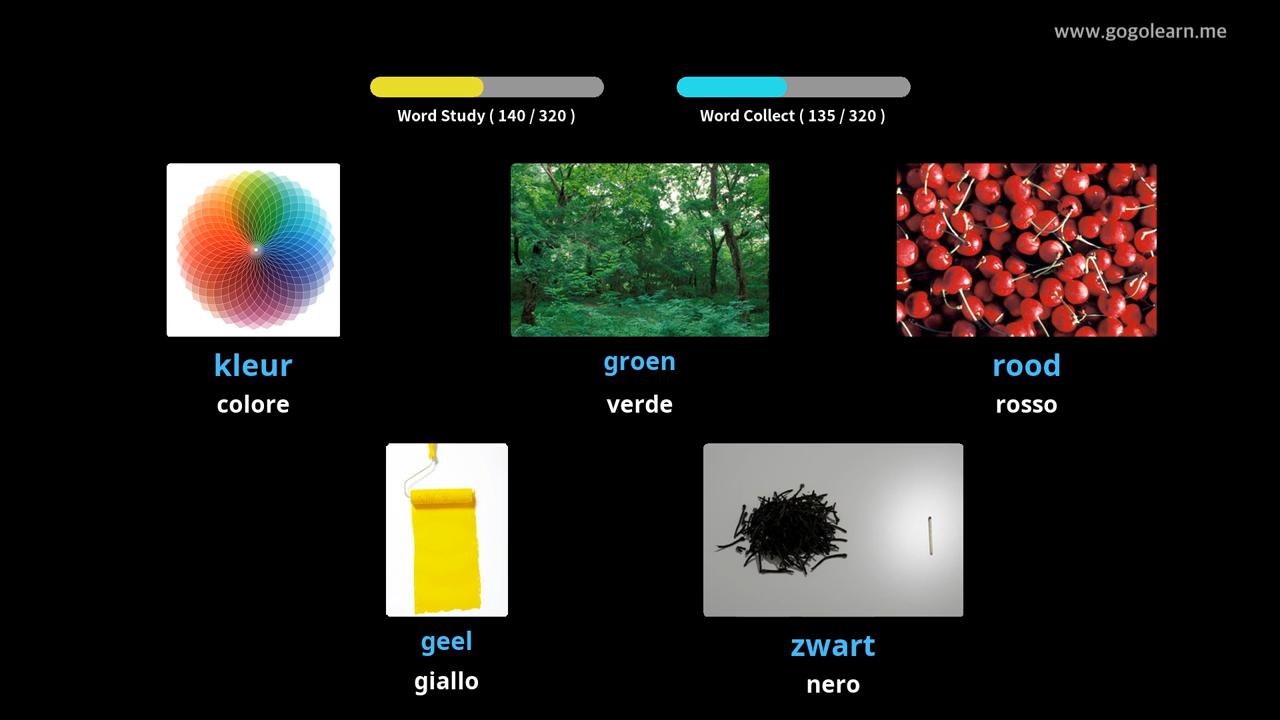 www.gogolearn.me
Word Study ( 140 / 320 )
Word Collect ( 135 / 320 )
kleur
colore
groen
verde
rood
rosso
geel
giallo
zwart
nero